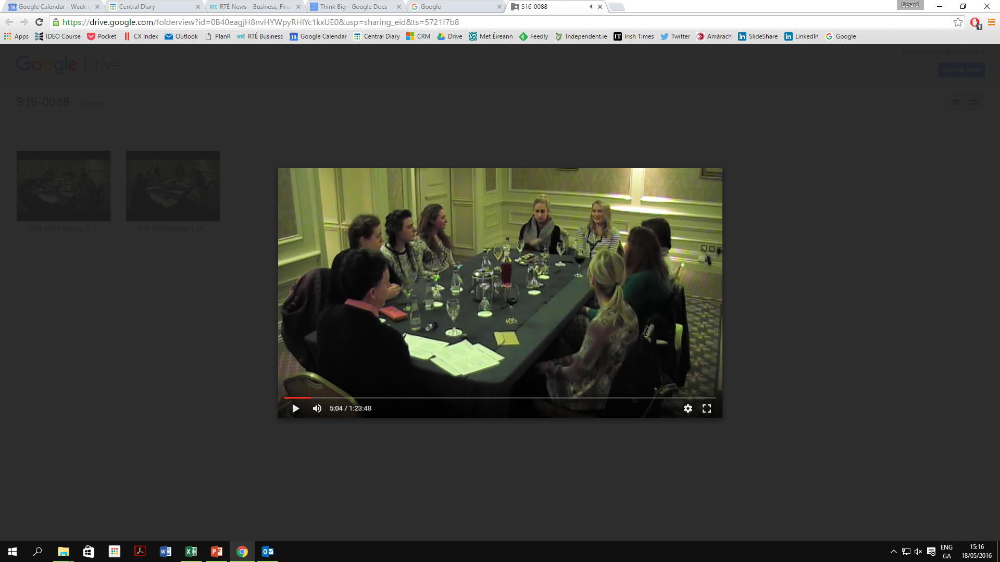 Google Calendar - Week c
Central Diary
RTÉ News – Business, Fina
Think Big - Google Docs
Google
S16-0088
Gerard
https://drive.google.com/folderview?id=0B40eagjH8nvHYWpyRHlYc1kxUE0&usp=sharing_eid&ts=5721f7b8
1
Apps
IDEO Course
Pocket
CX Index
Outlook
PlanR
RTÉ Business
Google Calendar
Central Diary
CRM
Drive
Met Éireann
Feedly
Independent.ie
Irish Times
Twitter
Amárach
SlideShare
LinkedIn
Google
2016proclamation@gmail.com
Google Drive
Open in Drive
S16-0088 2 items
S16-0088 Group 2...
S16-0088Group1 M...
5:04 / 1:23:48
ENG
GA
15:16
18/05/2016